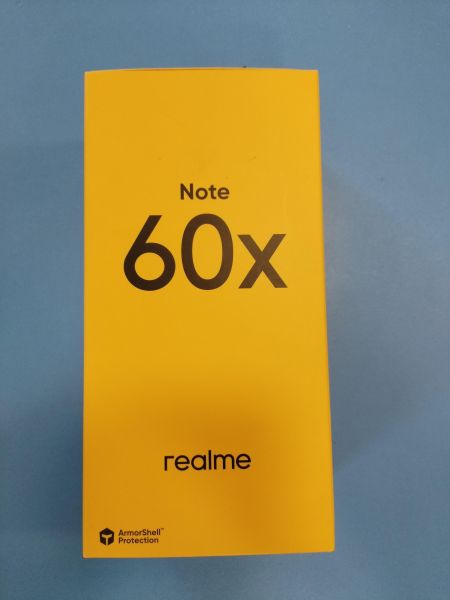 Note
60x
realme
ArmorShell™
Protection